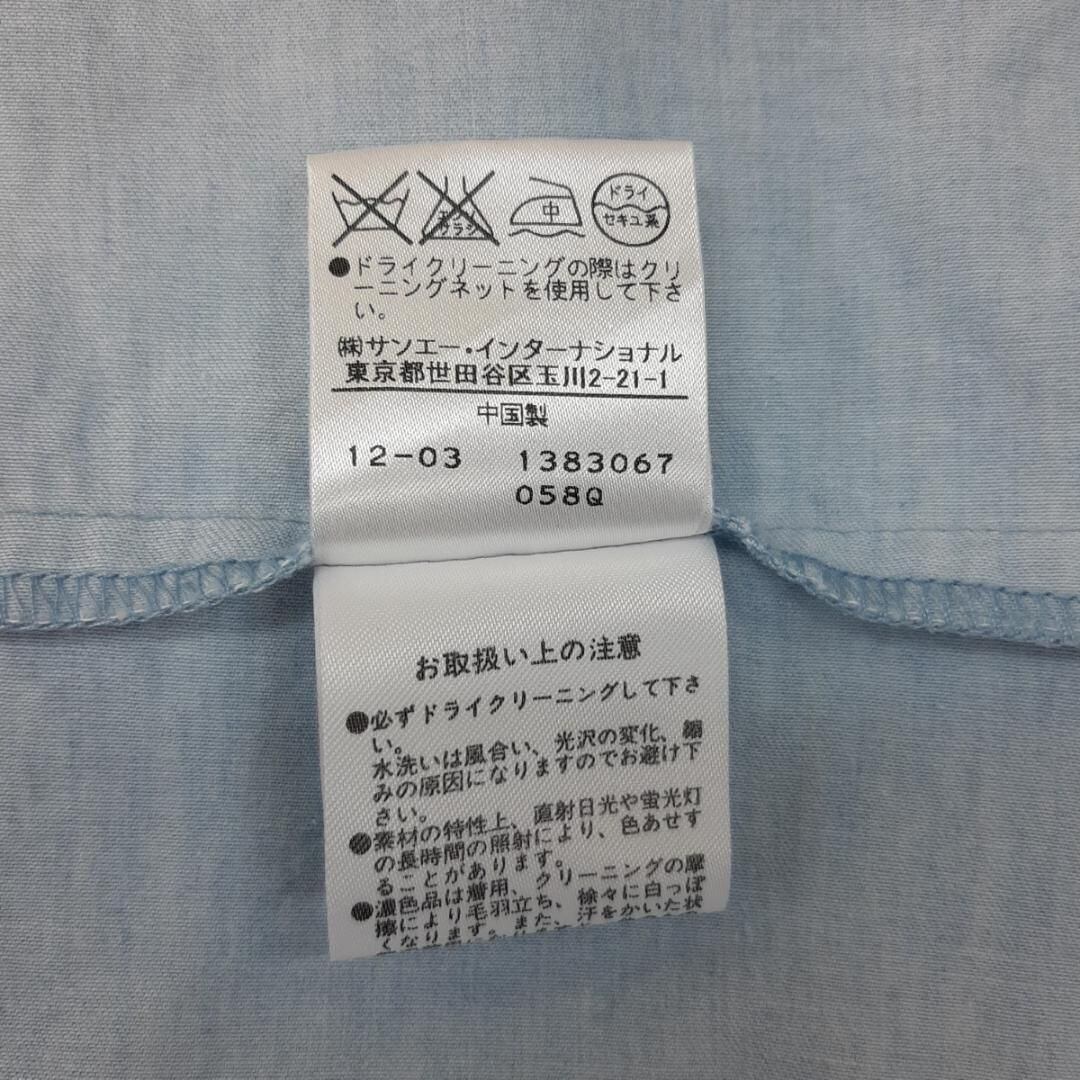 エンソ
サラシ
中
ドライ
セキユ系
●ドライクリーニングの際はクリ
ーニングネットを使用して下さ
い。
㈱サンエー・インターナショナル
東京都世田谷区玉川2-21-1
中国製
12-03 1383067
058Q
お取扱い上の注意
●必ずドライクリーニングして下さ
い。
水洗いは風合い、光沢の変化、縮
みの原因になりますのでお避け下
さい。
●素材の特性上、直射日光や蛍光灯
の長時間の照射により、色あせす
ることがあります。
●濃色品は着用、クリーニングの摩
擦により毛羽立ち、徐々に白っぽ
くなります。また、汗をかいた状